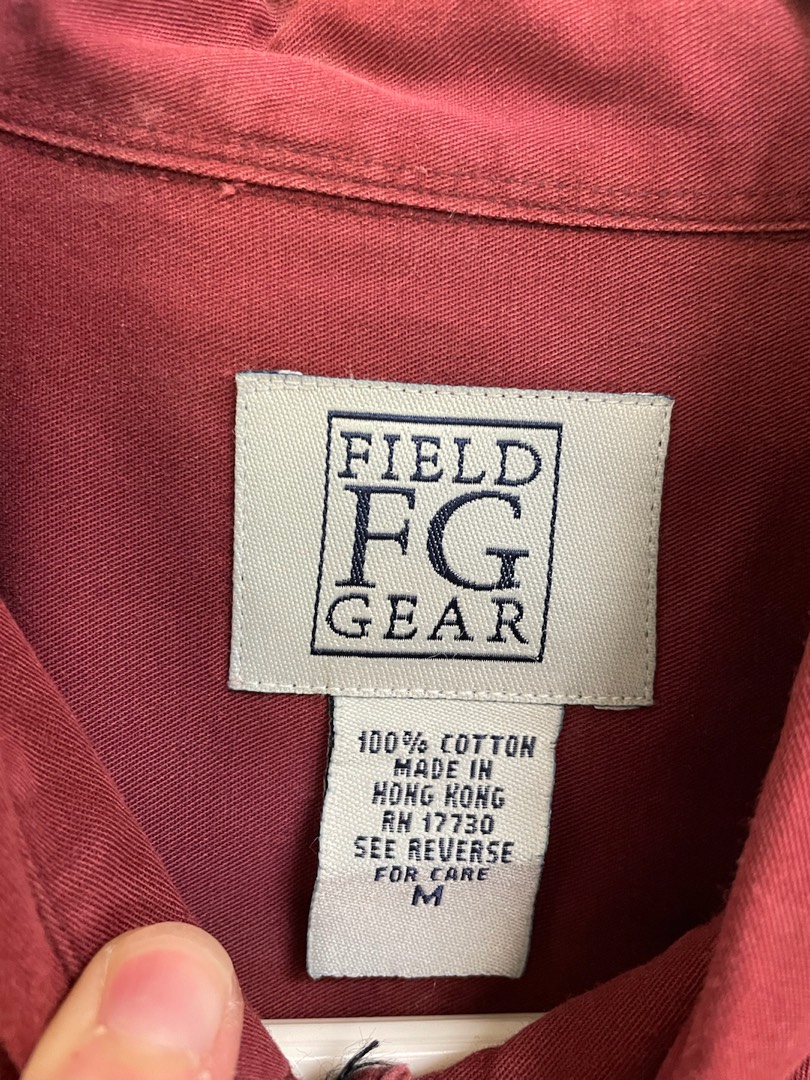 FIELD
FG
GEAR
100% COTTON
MADE IN
HONG KONG
RN 17730
SEE REVERSE
FOR CARE
M